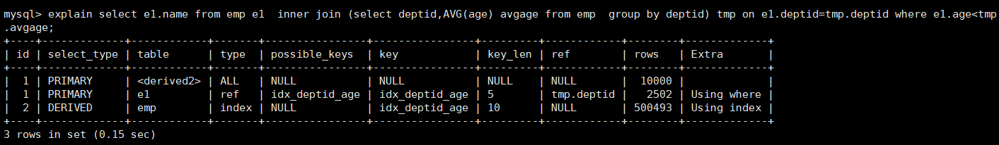 mysql> explain select e1.name from emp e1  inner join (select deptid,AVG(age) avgage from emp  group by deptid) tmp on e1.deptid=tmp.deptid where e1.age<tmp
.avgage;
+----+-------------+------------+-------+----------------+----------------+---------+------------+--------+-------------+
| id | select_type | table      | type  | possible_keys  | key            | key_len | ref        | rows   | Extra       |
+----+-------------+------------+-------+----------------+----------------+---------+------------+--------+-------------+
|  1 | PRIMARY     | <derived2> | ALL   | NULL           | NULL           | NULL    | NULL       |  10000 |             |
|  1 | PRIMARY     | e1         | ref   | idx_deptid_age | idx_deptid_age | 5       | tmp.deptid |   2502 | Using where |
|  2 | DERIVED     | emp        | index | NULL           | idx_deptid_age | 10      | NULL       | 500493 | Using index |
+----+-------------+------------+-------+----------------+----------------+---------+------------+--------+-------------+
3 rows in set (0.15 sec)